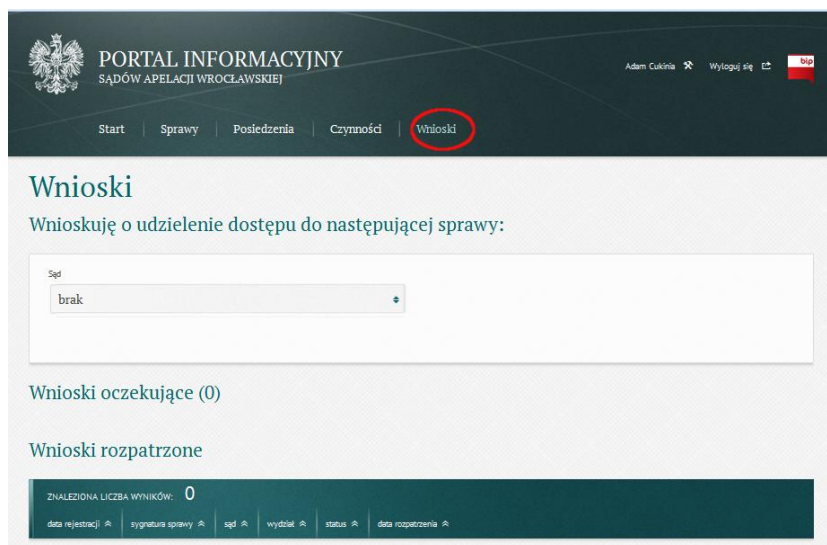 PORTAL INFORMACYJNY
SĄDÓW APELACJI WROCŁAWSKIEJ
Adam Cukinia Wyloguj się bip
Start Sprawy Posiedzenia Czynności Wnioski
Wnioski
Wnioskuję o udzielenie dostępu do następującej sprawy:
Sąd
brak
Wnioski oczekujące (0)
Wnioski rozpatrzone
ZNALEZIONA LICZBA WYNIKÓW: 0
data rejestracji sygnatura sprawy sąd wydział status data rozpatrzenia